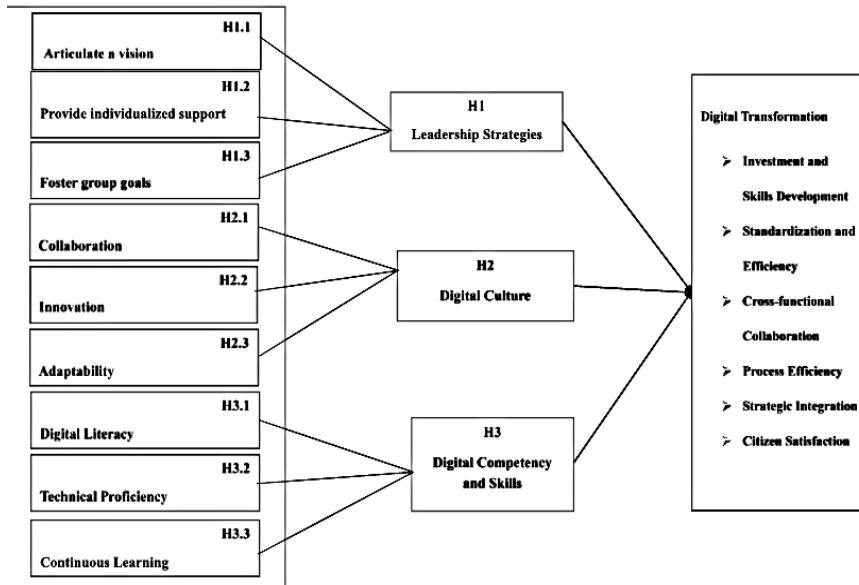 H1.1
Articulate n vision
H1.2
Provide individualized support
H1.3
Foster group goals
H2.1
Collaboration
H2.2
Innovation
H2.3
Adaptability
H3.1
Digital Literacy
H3.2
Technical Proficiency
H3.3
Continuous Learning
H1
Leadership Strategies
H2
Digital Culture
H3
Digital Competency
and Skills
Digital Transformation
➢ Investment and
Skills Development
➢ Standardization and
Efficiency
➢ Cross-functional
Collaboration
➢ Process Efficiency
➢ Strategic Integration
➢ Citizen Satisfaction